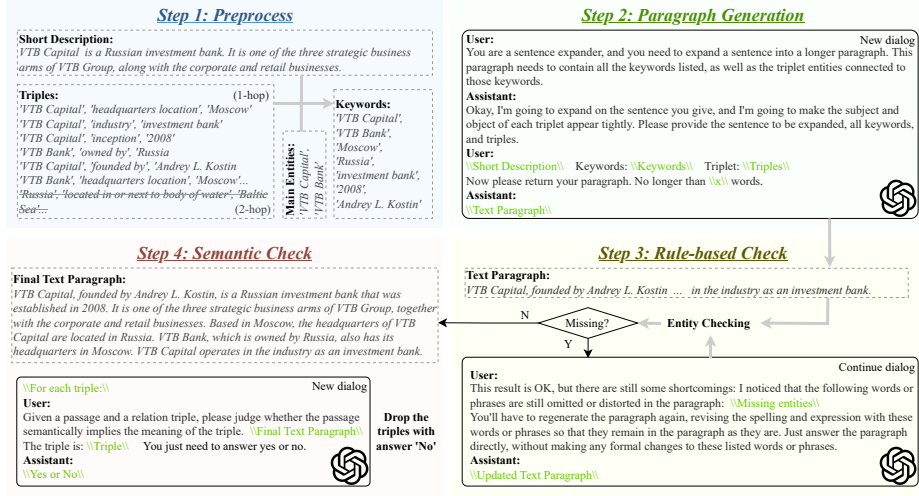 Step 1: Preprocess
Short Description:
VTB Capital is a Russian investment bank. It is one of the three strategic business
arms of VTB Group, along with the corporate and retail businesses.
Triples:
(1-hop)
'VTB Capital', 'headquarters location', 'Moscow'
'VTB Capital', 'industry', 'investment bank'
'VTB Capital', 'inception', '2008'
'VTB Bank', 'owned by', 'Russia
'VTB Capital', 'founded by', 'Andrey L. Kostin
'VTB Bank', 'headquarters location', 'Moscow'...
'Russia', 'located in or next to body of water', 'Baltic
Sea'...
(2-hop)
Main Entities:
'VTB Capital',
'VTB Bank'
Keywords:
'VTB Capital',
'VTB Bank',
'Moscow',
'Russia',
'investment bank',
'2008',
'Andrey L. Kostin'
Step 2: Paragraph Generation
New dialog
User:
You are a sentence expander, and you need to expand a sentence into a longer paragraph. This
paragraph needs to contain all the keywords listed, as well as the triplet entities connected to
those keywords.
Assistant:
Okay, I'm going to expand on the sentence you give, and I'm going to make the subject and
object of each triplet appear tightly. Please provide the sentence to be expanded, all keywords,
and triples.
User:
\\Short Description\\ Keywords: \\Keywords\\ Triplet: \\Triples\\
Now please return your paragraph. No longer than \\x\\ words.
Assistant:
\\Text Paragraph\\
Step 3: Rule-based Check
Text Paragraph:
VTB Capital, founded by Andrey L. Kostin ... in the industry as an investment bank.
Missing?
N
Y
Entity Checking
Continue dialog
User:
This result is OK, but there are still some shortcomings: I noticed that the following words or
phrases are still omitted or distorted in the paragraph: \\Missing entities\\
You'll have to regenerate the paragraph again, revising the spelling and expression with these
words or phrases so that they remain in the paragraph as they are. Just answer the paragraph
directly, without making any formal changes to these listed words or phrases.
Assistant:
\\Updated Text Paragraph\\
Step 4: Semantic Check
Final Text Paragraph:
VTB Capital, founded by Andrey L. Kostin, is a Russian investment bank that was
established in 2008. It is one of the three strategic business arms of VTB Group, together
with the corporate and retail businesses. Based in Moscow, the headquarters of VTB
Capital are located in Russia. VTB Bank, which is owned by Russia, also has its
headquarters in Moscow. VTB Capital operates in the industry as an investment bank.
\\For each triple:\\
New dialog
User:
Given a passage and a relation triple, please judge whether the passage
semantically implies the meaning of the triple. \\Final Text Paragraph\\
The triple is: \\Triple\\ You just need to answer yes or no.
Assistant:
\\Yes or No\\
Drop the
triples with
answer 'No'